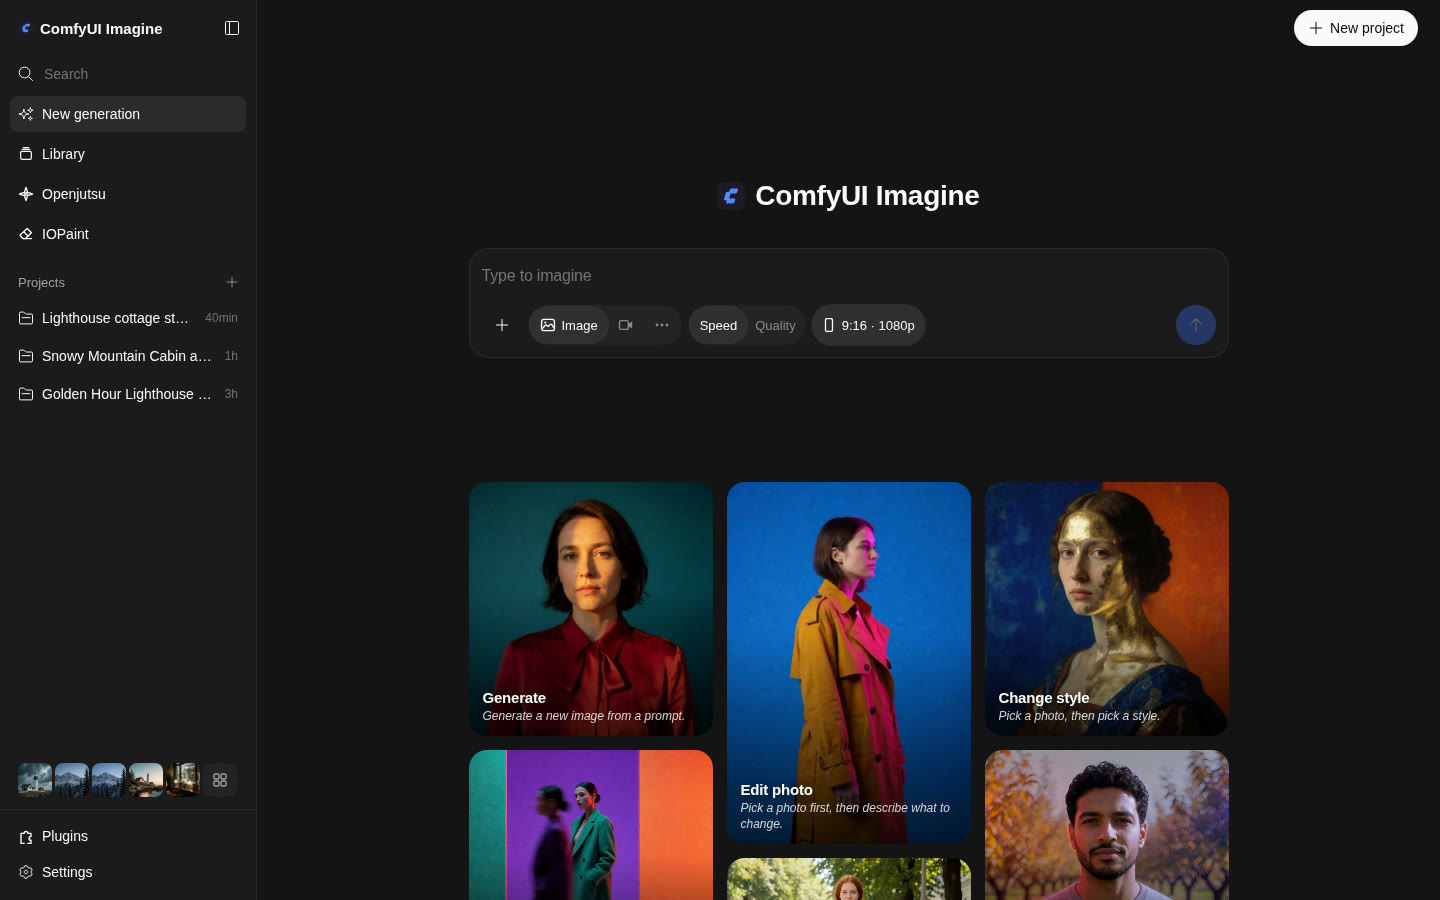 ComfyUI Imagine
New project
Search
New generation
Library
Openjutsu
IOPaint
Projects
Lighthouse cottage st… 40min
Snowy Mountain Cabin a… 1h
Golden Hour Lighthouse … 3h
Plugins
Settings
ComfyUI Imagine
Type to imagine
Image
Speed Quality
9:16 · 1080p
Generate
Generate a new image from a prompt.
Edit photo
Pick a photo first, then describe what to
change.
Change style
Pick a photo, then pick a style.